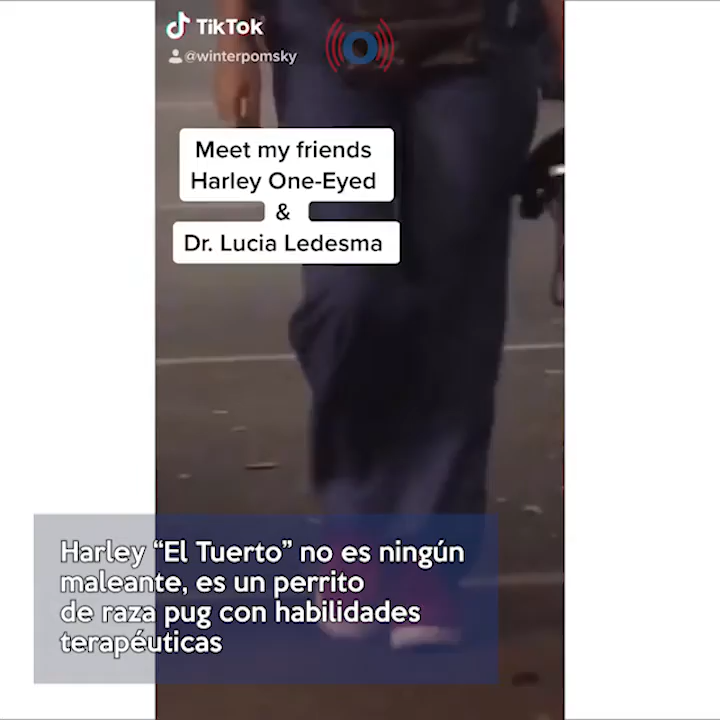 TikTok
@winterpomsky
Meet my friends
Harley One-Eyed
&
Dr. Lucia Ledesma
Harley “El Tuerto” no es ningún
maleante, es un perrito
de raza pug con habilidades
terapéuticas